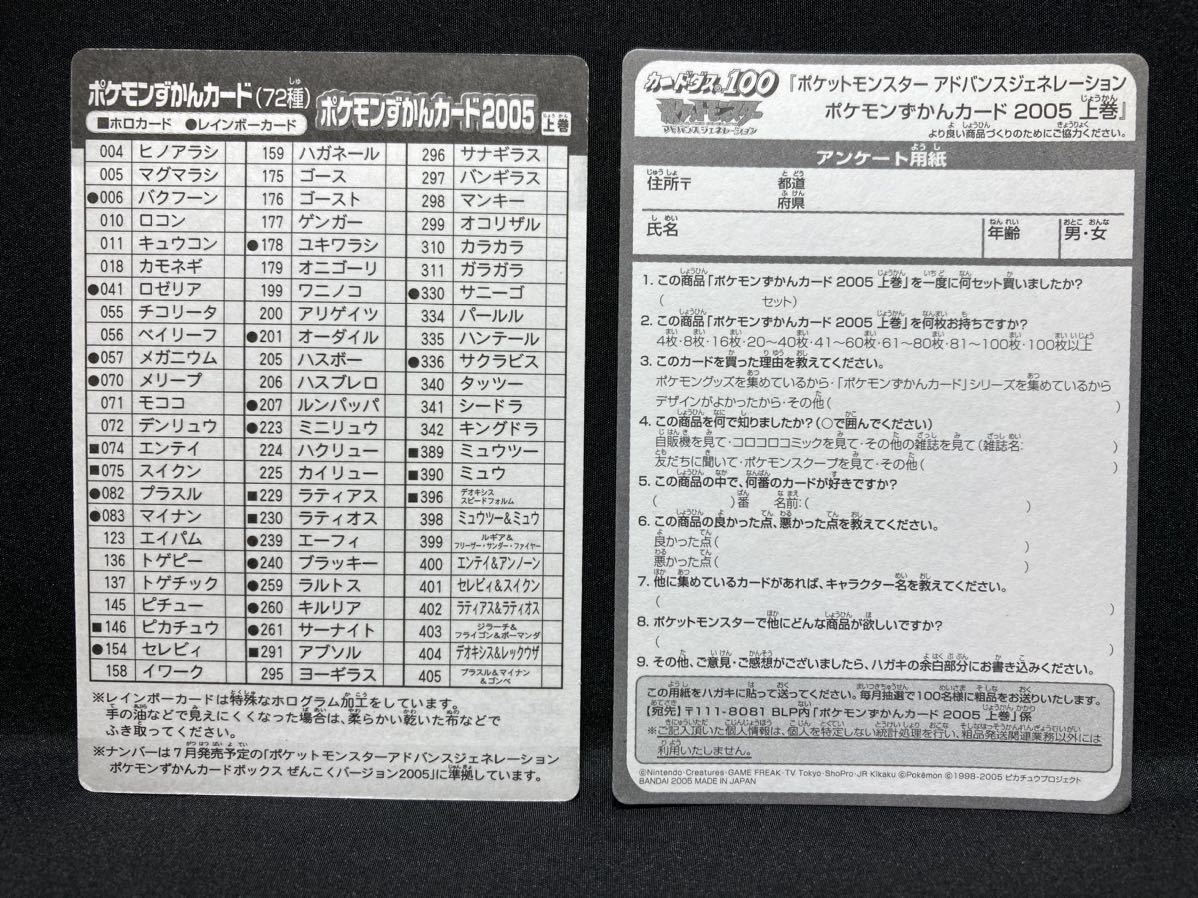 ポケモンずかんカード(72種)
ポケモンずかんカード2005 上巻
■ホロカード ●レインボーカード
004 ヒノアラシ
005 マグマラシ
●006 バクフーン
010 ロコン
011 キュウコン
018 カモネギ
●041 ロゼリア
055 チコリータ
056 ベイリーフ
●057 メガニウム
●070 メリープ
071 モココ
072 デンリュウ
■074 エンテイ
■075 スイクン
●082 プラスル
●083 マイナン
123 エイパム
136 トゲピー
137 トゲチック
145 ピチュー
■146 ピカチュウ
●154 セレビィ
158 イワーク
159 ハガネール
175 ゴース
176 ゴースト
177 ゲンガー
●178 ユキワラシ
179 オニゴーリ
199 ワニノコ
200 アリゲイツ
●201 オーダイル
205 ハスボー
206 ハスブレロ
●207 ルンパッパ
●223 ミニリュウ
224 ハクリュー
225 カイリュー
■229 ラティアス
■230 ラティオス
●239 エーフィ
●240 ブラッキー
●259 ラルトス
●260 キルリア
●261 サーナイト
■291 アブソル
295 ヨーギラス
296 サナギラス
297 バンギラス
298 マンキー
299 オコリザル
310 カラカラ
311 ガラガラ
●330 サニーゴ
334 パールル
335 ハンテール
●336 サクラビス
340 タッツー
341 シードラ
342 キングドラ
■389 ミュウツー
■390 ミュウ
■396 デオキシス スピードフォルム
398 ミュウツー&ミュウ
399 ルギア& フリーザー・サンダー・ファイヤー
400 エンテイ&アンノーン
401 セレビィ&スイクン
402 ラティアス&ラティオス
403 ジラーチ& フライゴン&ボーマンダ
404 デオキシス&レックウザ
405 プラスル&マイナン &ゴンベ
※レインボーカードは特殊なホログラム加工をしています。
手の油などで見えにくくなった場合は、柔らかい乾いた布などで
ふき取ってください。
※ナンバーは7月発売予定の「ポケットモンスターアドバンスジェネレーション
ポケモンずかんカードボックス ぜんこくバージョン2005」に準拠しています。
カードダス100
ポケットモンスター
アドバンスジェネレーション
『ポケットモンスター アドバンスジェネレーション
ポケモンずかんカード 2005 上巻』
より良い商品づくりのためにご協力ください。
アンケート用紙
住所〒 都道
府県
氏名 年齢 男・女
1. この商品「ポケモンずかんカード 2005 上巻」を一度に何セット買いましたか?
( セット)
2. この商品「ポケモンずかんカード 2005 上巻」を何枚お持ちですか?
4枚・8枚・16枚・20〜40枚・41〜60枚・61〜80枚・81〜100枚・100枚以上
3. このカードを買った理由を教えてください。
ポケモングッズを集めているから・「ポケモンずかんカード」シリーズを集めているから
デザインがよかったから・その他( )
4. この商品を何で知りましたか?(○で囲んでください)
自販機を見て・コロコロコミックを見て・その他の雑誌を見て(雑誌名: )
友だちに聞いて・ポケモンスクープを見て・その他( )
5. この商品の中で、何番のカードが好きですか?
( )番 名前:( )
6. この商品の良かった点、悪かった点を教えてください。
良かった点( )
悪かった点( )
7. 他に集めているカードがあれば、キャラクター名を教えてください。
( )
8. ポケットモンスターで他にどんな商品が欲しいですか?
( )
9. その他、ご意見・ご感想がございましたら、ハガキの余白部分にお書き込みください。
この用紙をハガキに貼って送ってください。毎月抽選で100名様に粗品をお送りいたします。
【宛先】〒111-8081 BLP内「ポケモンずかんカード 2005 上巻」係
※ご記入頂いた個人情報は、個人を特定しない統計処理を行い、粗品発送関連業務以外には
利用いたしません。
©Nintendo・Creatures・GAME FREAK・TV Tokyo・ShoPro・JR Kikaku ©Pokémon ©1998-2005 ピカチュウプロジェクト
BANDAI 2005 MADE IN JAPAN